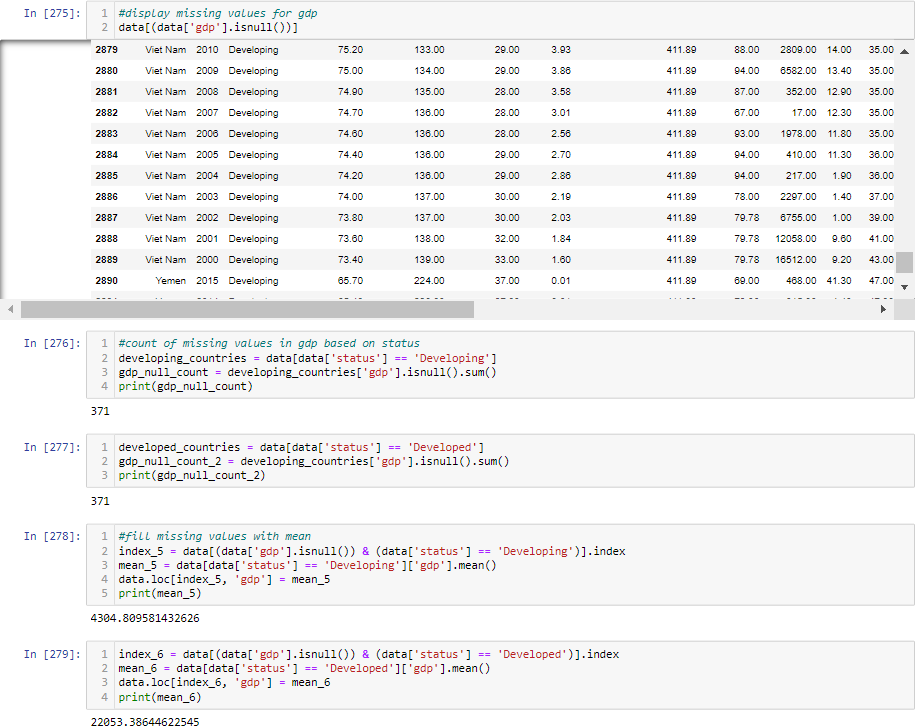 In [275]:
1 #display missing values for gdp
2 data[(data['gdp'].isnull())]
2879 Viet Nam 2010 Developing 75.20 133.00 29.00 3.93 411.89 88.00 2809.00 14.00 35.00
2880 Viet Nam 2009 Developing 75.00 134.00 29.00 3.86 411.89 94.00 6582.00 13.40 35.00
2881 Viet Nam 2008 Developing 74.90 135.00 28.00 3.58 411.89 87.00 352.00 12.90 35.00
2882 Viet Nam 2007 Developing 74.70 136.00 28.00 3.01 411.89 67.00 17.00 12.30 35.00
2883 Viet Nam 2006 Developing 74.60 136.00 28.00 2.56 411.89 93.00 1978.00 11.80 35.00
2884 Viet Nam 2005 Developing 74.40 136.00 29.00 2.70 411.89 94.00 410.00 11.30 36.00
2885 Viet Nam 2004 Developing 74.20 136.00 29.00 2.86 411.89 94.00 217.00 1.90 36.00
2886 Viet Nam 2003 Developing 74.00 137.00 30.00 2.19 411.89 78.00 2297.00 1.40 37.00
2887 Viet Nam 2002 Developing 73.80 137.00 30.00 2.03 411.89 79.78 6755.00 1.00 39.00
2888 Viet Nam 2001 Developing 73.60 138.00 32.00 1.84 411.89 79.78 12058.00 9.60 41.00
2889 Viet Nam 2000 Developing 73.40 139.00 33.00 1.60 411.89 79.78 16512.00 9.20 43.00
2890 Yemen 2015 Developing 65.70 224.00 37.00 0.01 411.89 69.00 468.00 41.30 47.00
In [276]:
1 #count of missing values in gdp based on status
2 developing_countries = data[data['status'] == 'Developing']
3 gdp_null_count = developing_countries['gdp'].isnull().sum()
4 print(gdp_null_count)
371
In [277]:
1 developed_countries = data[data['status'] == 'Developed']
2 gdp_null_count_2 = developing_countries['gdp'].isnull().sum()
3 print(gdp_null_count_2)
371
In [278]:
1 #fill missing values with mean
2 index_5 = data[(data['gdp'].isnull()) & (data['status'] == 'Developing')].index
3 mean_5 = data[data['status'] == 'Developing']['gdp'].mean()
4 data.loc[index_5, 'gdp'] = mean_5
5 print(mean_5)
4304.809581432626
In [279]:
1 index_6 = data[(data['gdp'].isnull()) & (data['status'] == 'Developed')].index
2 mean_6 = data[data['status'] == 'Developed']['gdp'].mean()
3 data.loc[index_6, 'gdp'] = mean_6
4 print(mean_6)
22053.38644622545